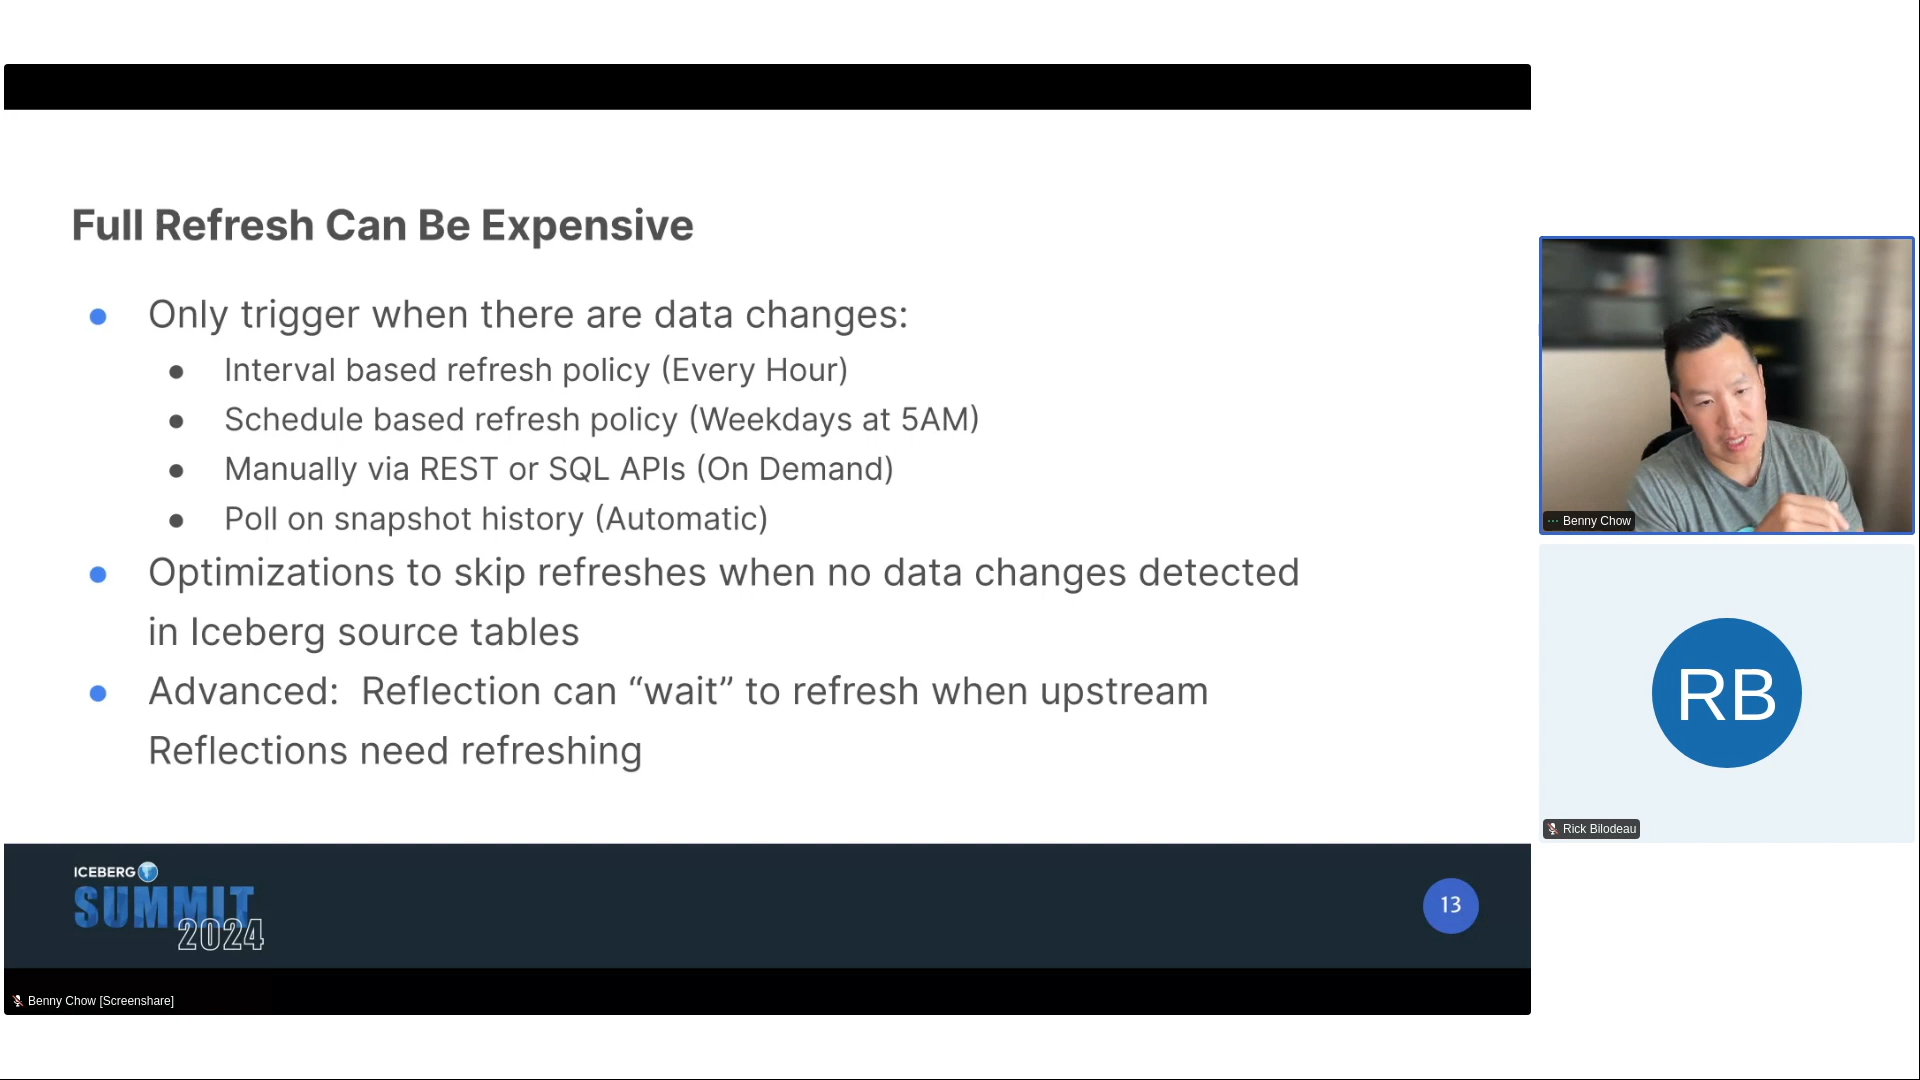 Full Refresh Can Be Expensive
Only trigger when there are data changes:
Interval based refresh policy (Every Hour)
Schedule based refresh policy (Weekdays at 5AM)
Manually via REST or SQL APIs (On Demand)
Poll on snapshot history (Automatic)
Optimizations to skip refreshes when no data changes detected
in Iceberg source tables
Advanced:  Reflection can “wait” to refresh when upstream
Reflections need refreshing
ICEBERG
SUMMIT
2024
13
Benny Chow [Screenshare]
Benny Chow
RB
Rick Bilodeau